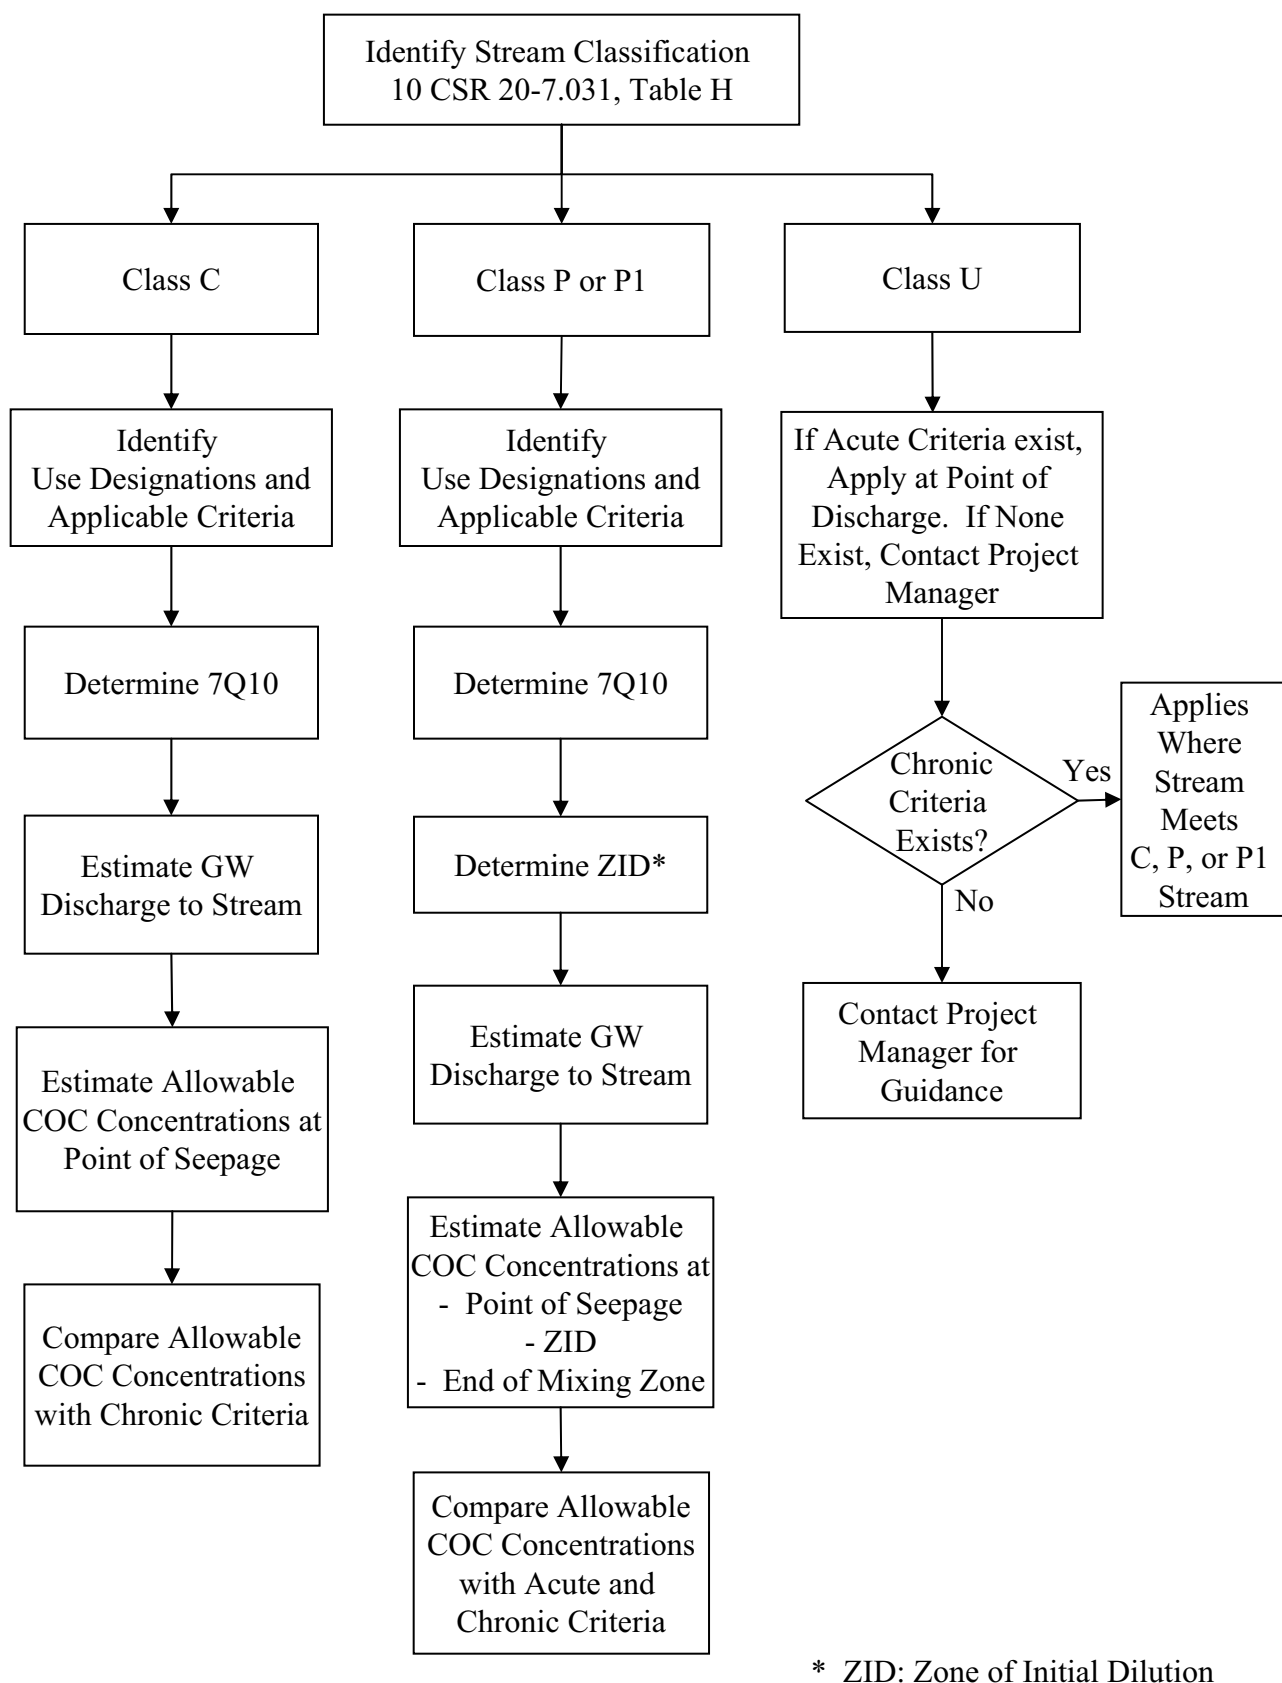 Identify Stream Classification
10 CSR 20-7.031, Table H
Class C
Identify
Use Designations and
Applicable Criteria
Determine 7Q10
Estimate GW
Discharge to Stream
Estimate Allowable
COC Concentrations at
Point of Seepage
Compare Allowable
COC Concentrations
with Chronic Criteria
Class P or P1
Identify
Use Designations and
Applicable Criteria
Determine 7Q10
Determine ZID*
Estimate GW
Discharge to Stream
Estimate Allowable
COC Concentrations at
- Point of Seepage
- ZID
- End of Mixing Zone
Compare Allowable
COC Concentrations
with Acute and
Chronic Criteria
Class U
If Acute Criteria exist,
Apply at Point of
Discharge. If None
Exist, Contact Project
Manager
Chronic
Criteria
Exists?
Yes
Applies
Where
Stream
Meets
C, P, or P1
Stream
No
Contact Project
Manager for
Guidance
* ZID: Zone of Initial Dilution